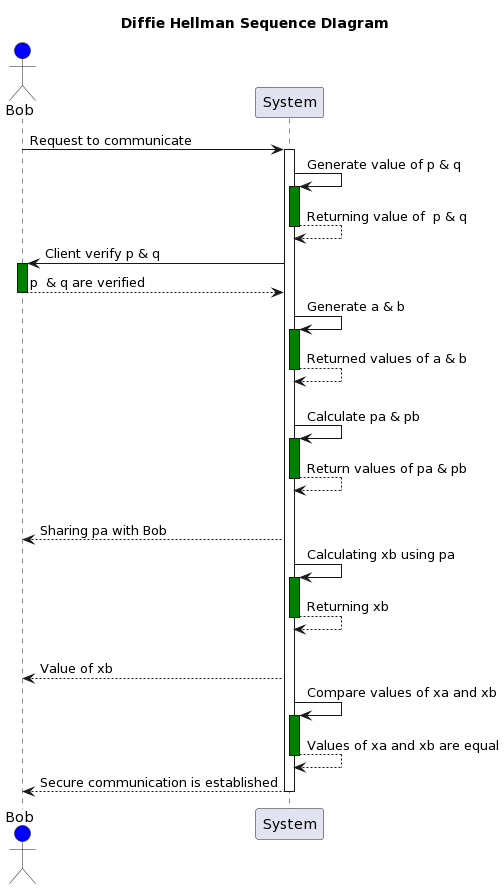 Diffie Hellman Sequence DIagram
Bob
System
Request to communicate
Generate value of p & q
Returning value of  p & q
Client verify p & q
p  & q are verified
Generate a & b
Returned values of a & b
Calculate pa & pb
Return values of pa & pb
Sharing pa with Bob
Calculating xb using pa
Returning xb
Value of xb
Compare values of xa and xb
Values of xa and xb are equal
Secure communication is established
Bob
System